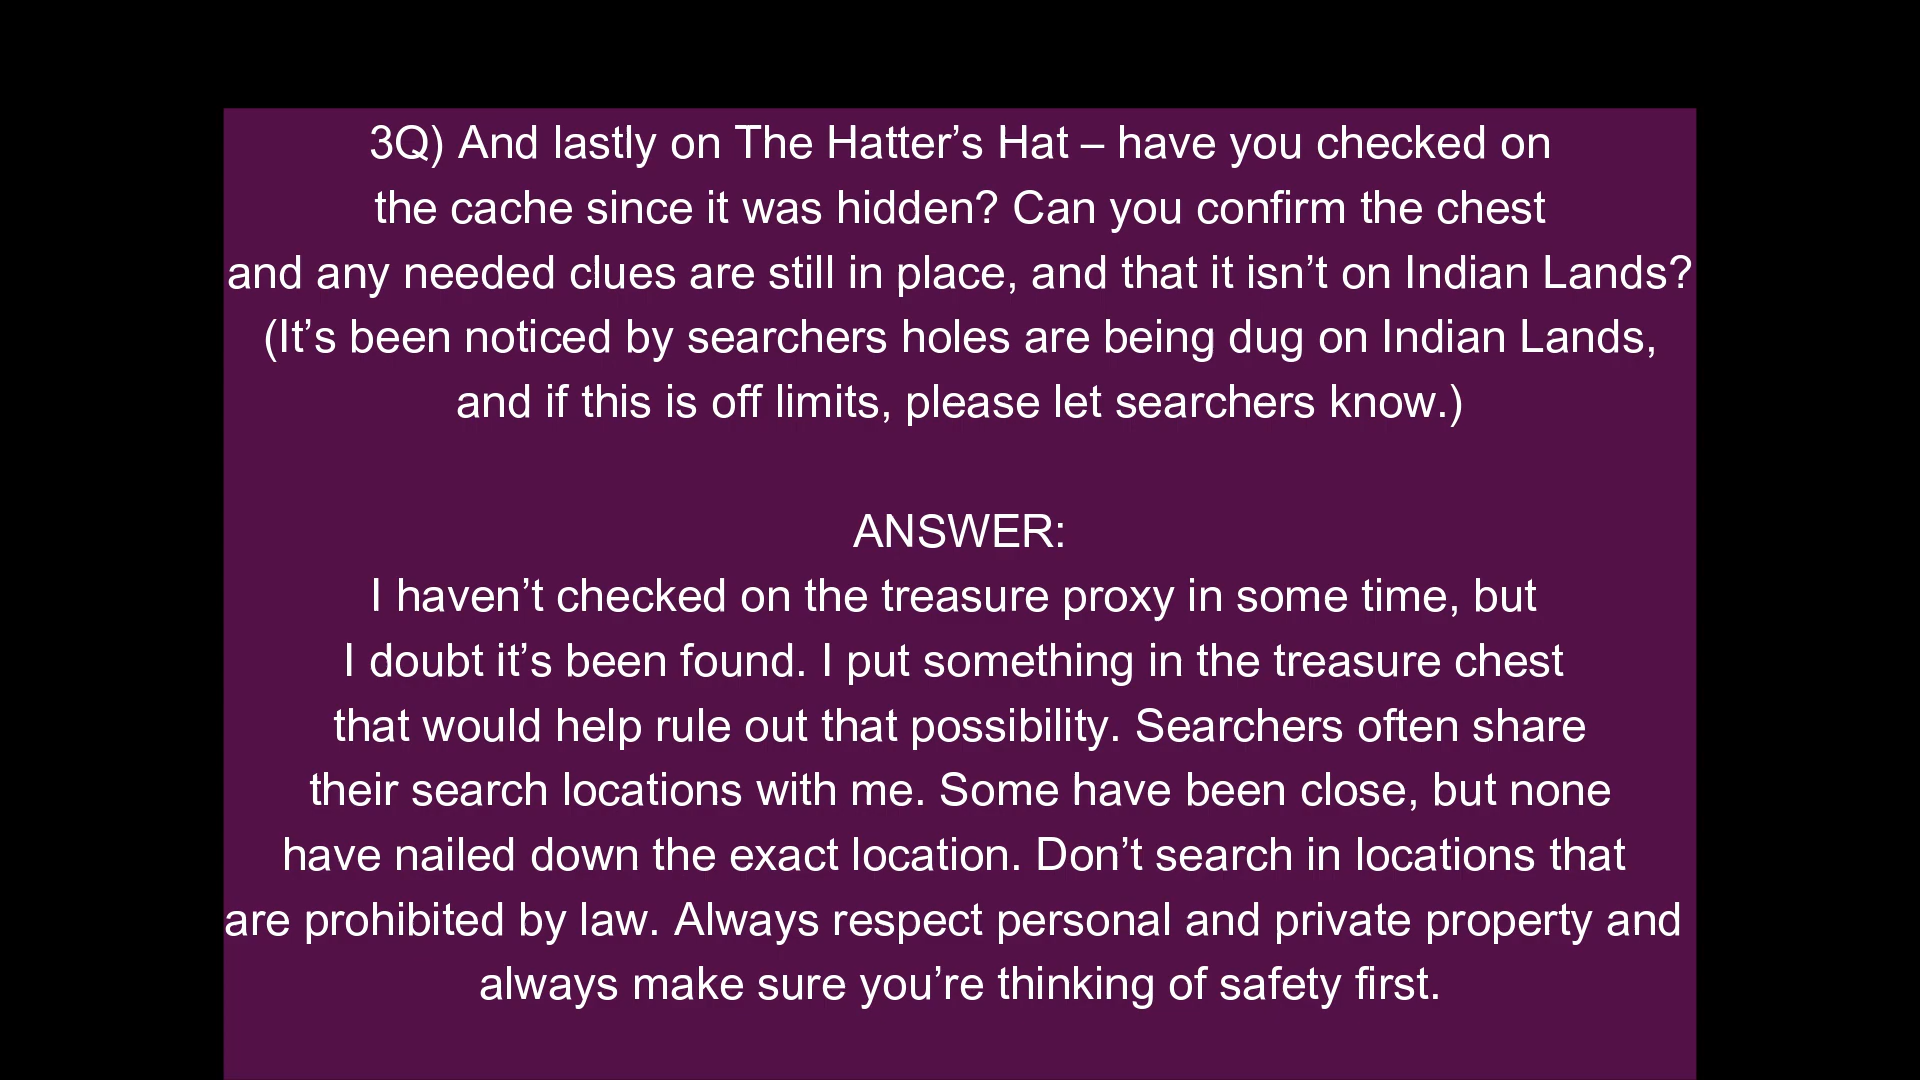 3Q) And lastly on The Hatter’s Hat – have you checked on
the cache since it was hidden? Can you confirm the chest
and any needed clues are still in place, and that it isn’t on Indian Lands?
(It’s been noticed by searchers holes are being dug on Indian Lands,
and if this is off limits, please let searchers know.)
ANSWER:
I haven’t checked on the treasure proxy in some time, but
I doubt it’s been found. I put something in the treasure chest
that would help rule out that possibility. Searchers often share
their search locations with me. Some have been close, but none
have nailed down the exact location. Don’t search in locations that
are prohibited by law. Always respect personal and private property and
always make sure you’re thinking of safety first.